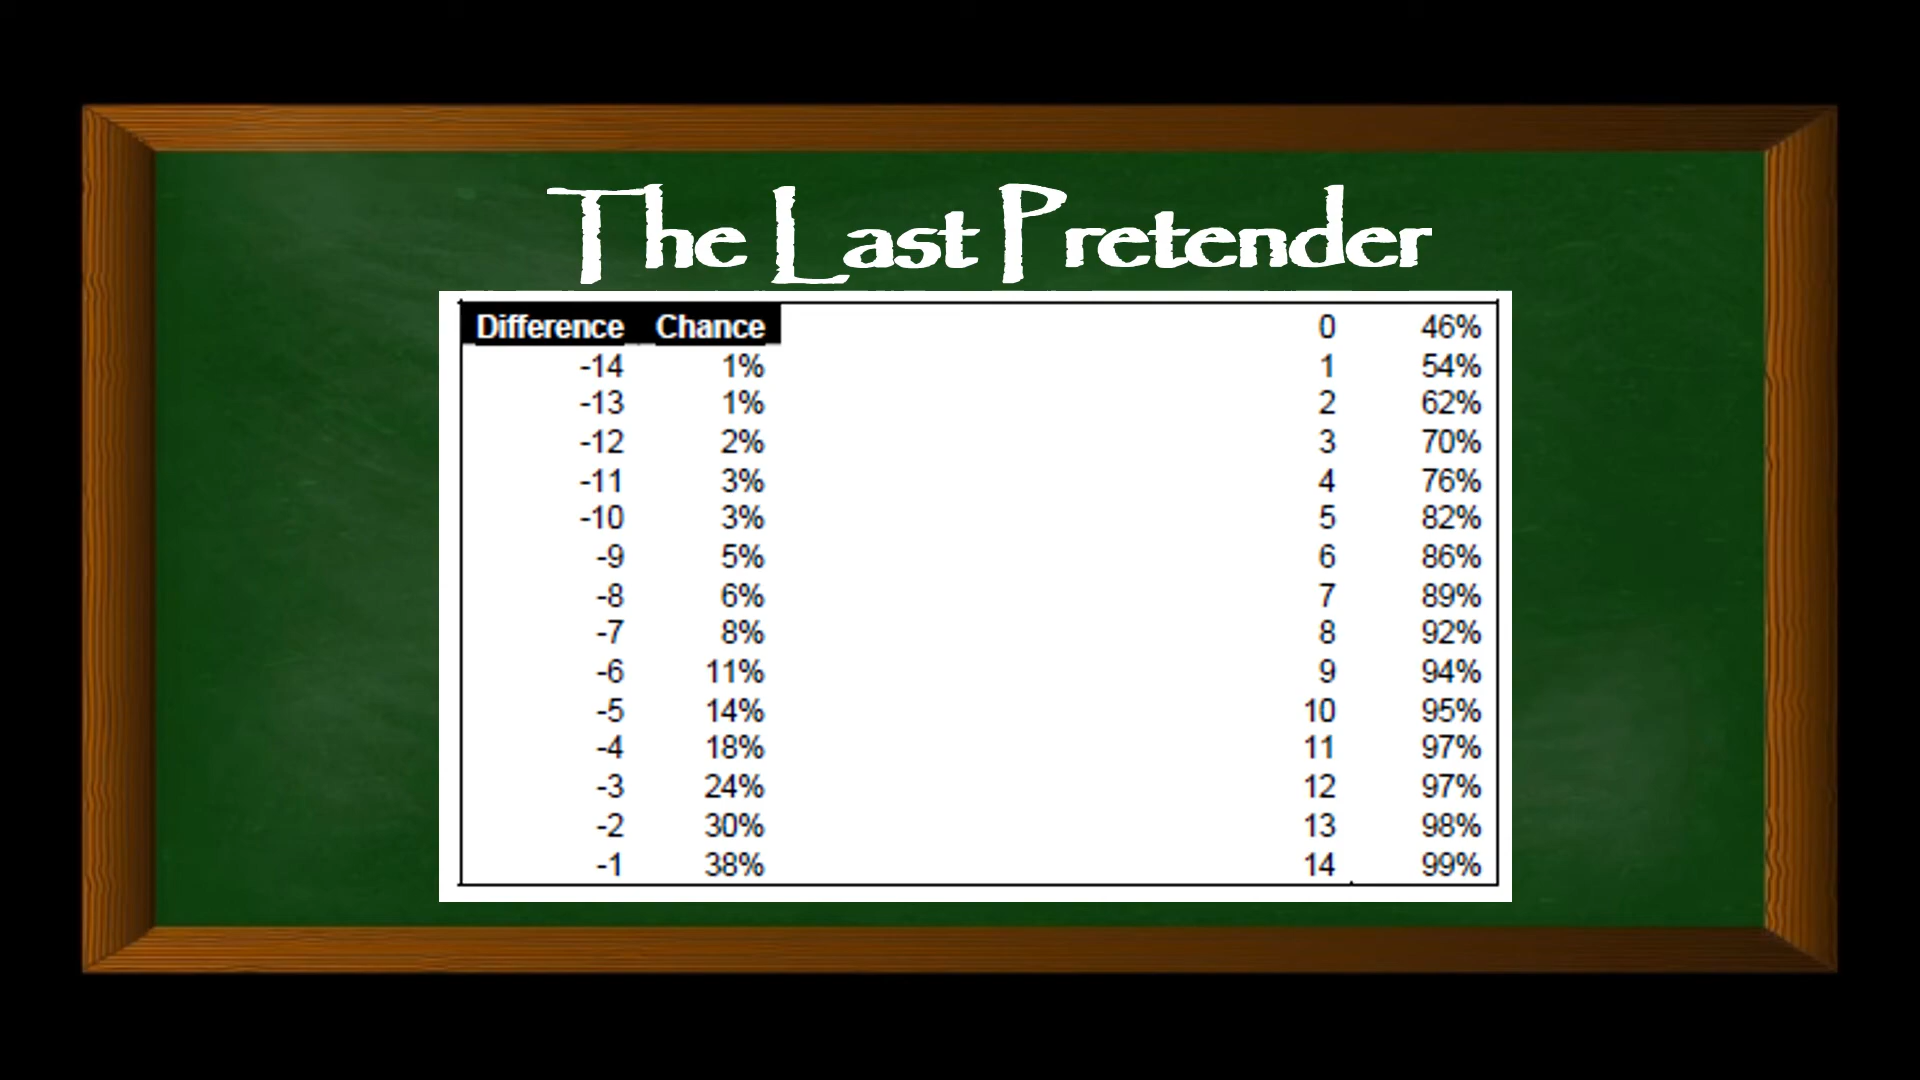 The Last Pretender
Difference Chance 0 46%
-14 1% 1 54%
-13 1% 2 62%
-12 2% 3 70%
-11 3% 4 76%
-10 3% 5 82%
-9 5% 6 86%
-8 6% 7 89%
-7 8% 8 92%
-6 11% 9 94%
-5 14% 10 95%
-4 18% 11 97%
-3 24% 12 97%
-2 30% 13 98%
-1 38% 14 99%